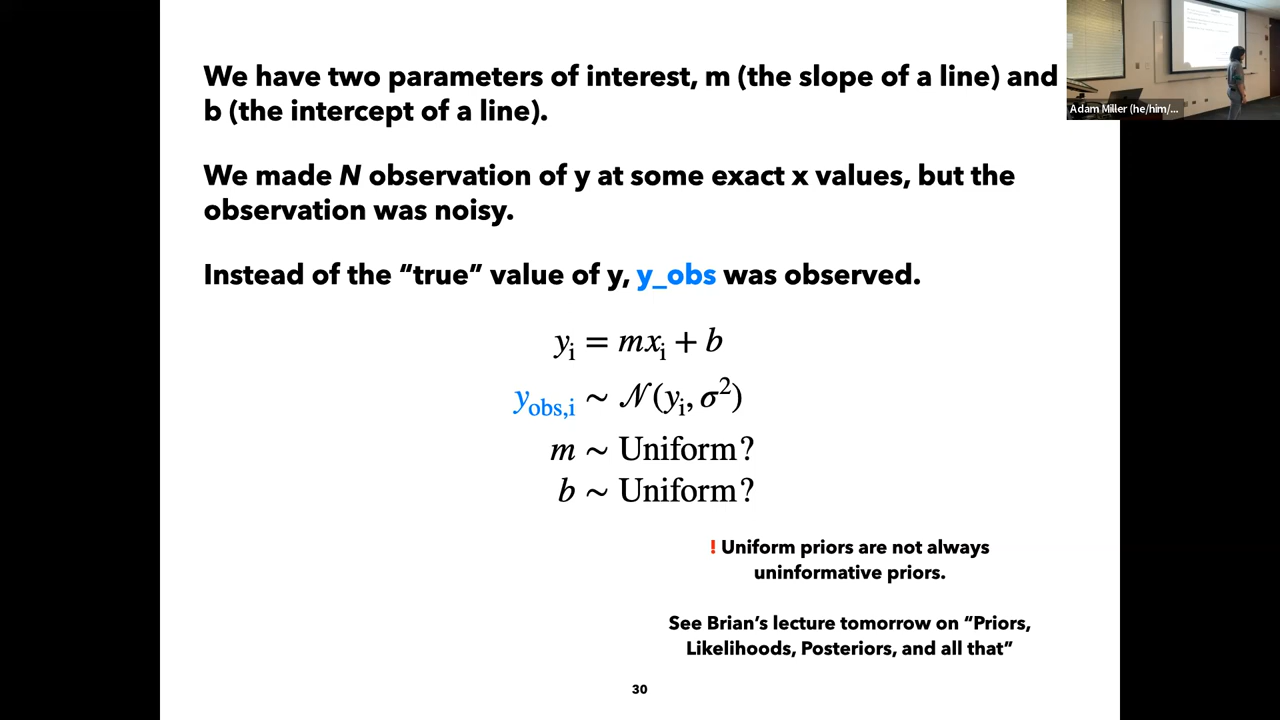 We have two parameters of interest, m (the slope of a line) and
b (the intercept of a line).
We made N observation of y at some exact x values, but the
observation was noisy.
Instead of the “true” value of y, y_obs was observed.
yᵢ = mxᵢ + b
y_obs,i ~ 𝒩(yᵢ, σ²)
m ~ Uniform?
b ~ Uniform?
! Uniform priors are not always
uninformative priors.
See Brian’s lecture tomorrow on “Priors,
Likelihoods, Posteriors, and all that”
30
Adam Miller (he/him/...